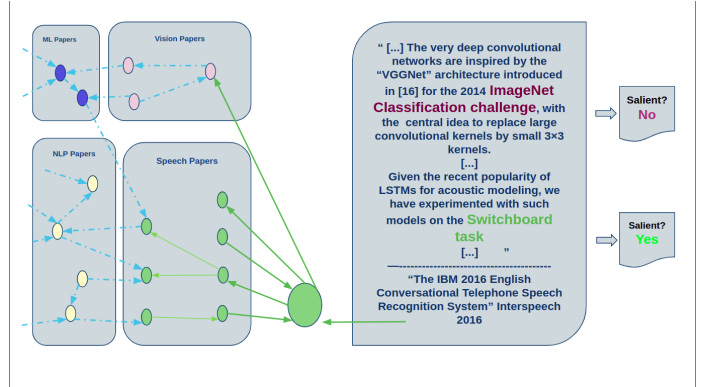 ML Papers
Vision Papers
NLP Papers
Speech Papers
“ [...] The very deep convolutional
networks are inspired by the
“VGGNet” architecture introduced
in [16] for the 2014 ImageNet
Classification challenge, with
the central idea to replace large
convolutional kernels by small 3×3
kernels.
[...]
Given the recent popularity of
LSTMs for acoustic modeling, we
have experimented with such
models on the Switchboard
task
[...] ”
—----------------------------------------
“The IBM 2016 English
Conversational Telephone Speech
Recognition System” Interspeech
2016
Salient?
No
Salient?
Yes